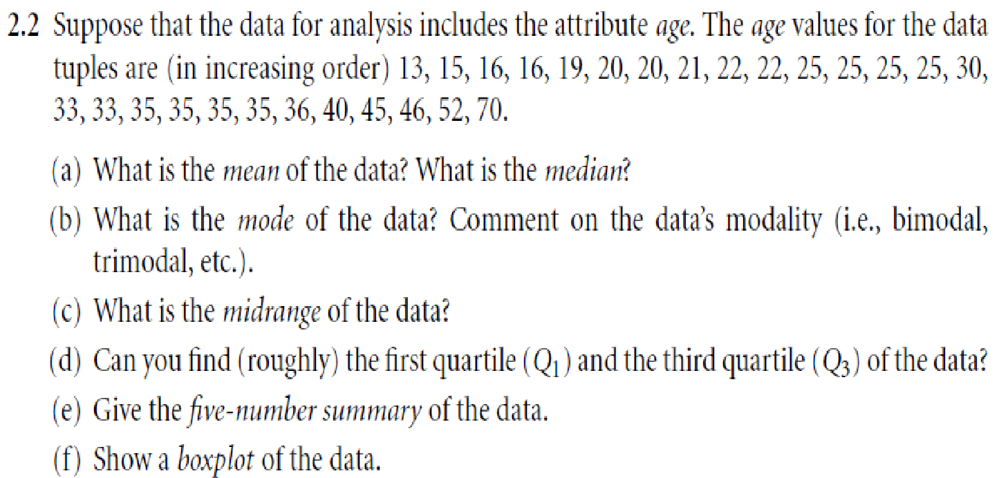 2.2 Suppose that the data for analysis includes the attribute age. The age values for the data
tuples are (in increasing order) 13, 15, 16, 16, 19, 20, 20, 21, 22, 22, 25, 25, 25, 25, 30,
33, 33, 35, 35, 35, 35, 36, 40, 45, 46, 52, 70.
(a) What is the mean of the data? What is the median?
(b) What is the mode of the data? Comment on the data's modality (i.e., bimodal,
trimodal, etc.).
(c) What is the midrange of the data?
(d) Can you find (roughly) the first quartile (Q₁) and the third quartile (Q₃) of the data?
(e) Give the five-number summary of the data.
(f) Show a boxplot of the data.